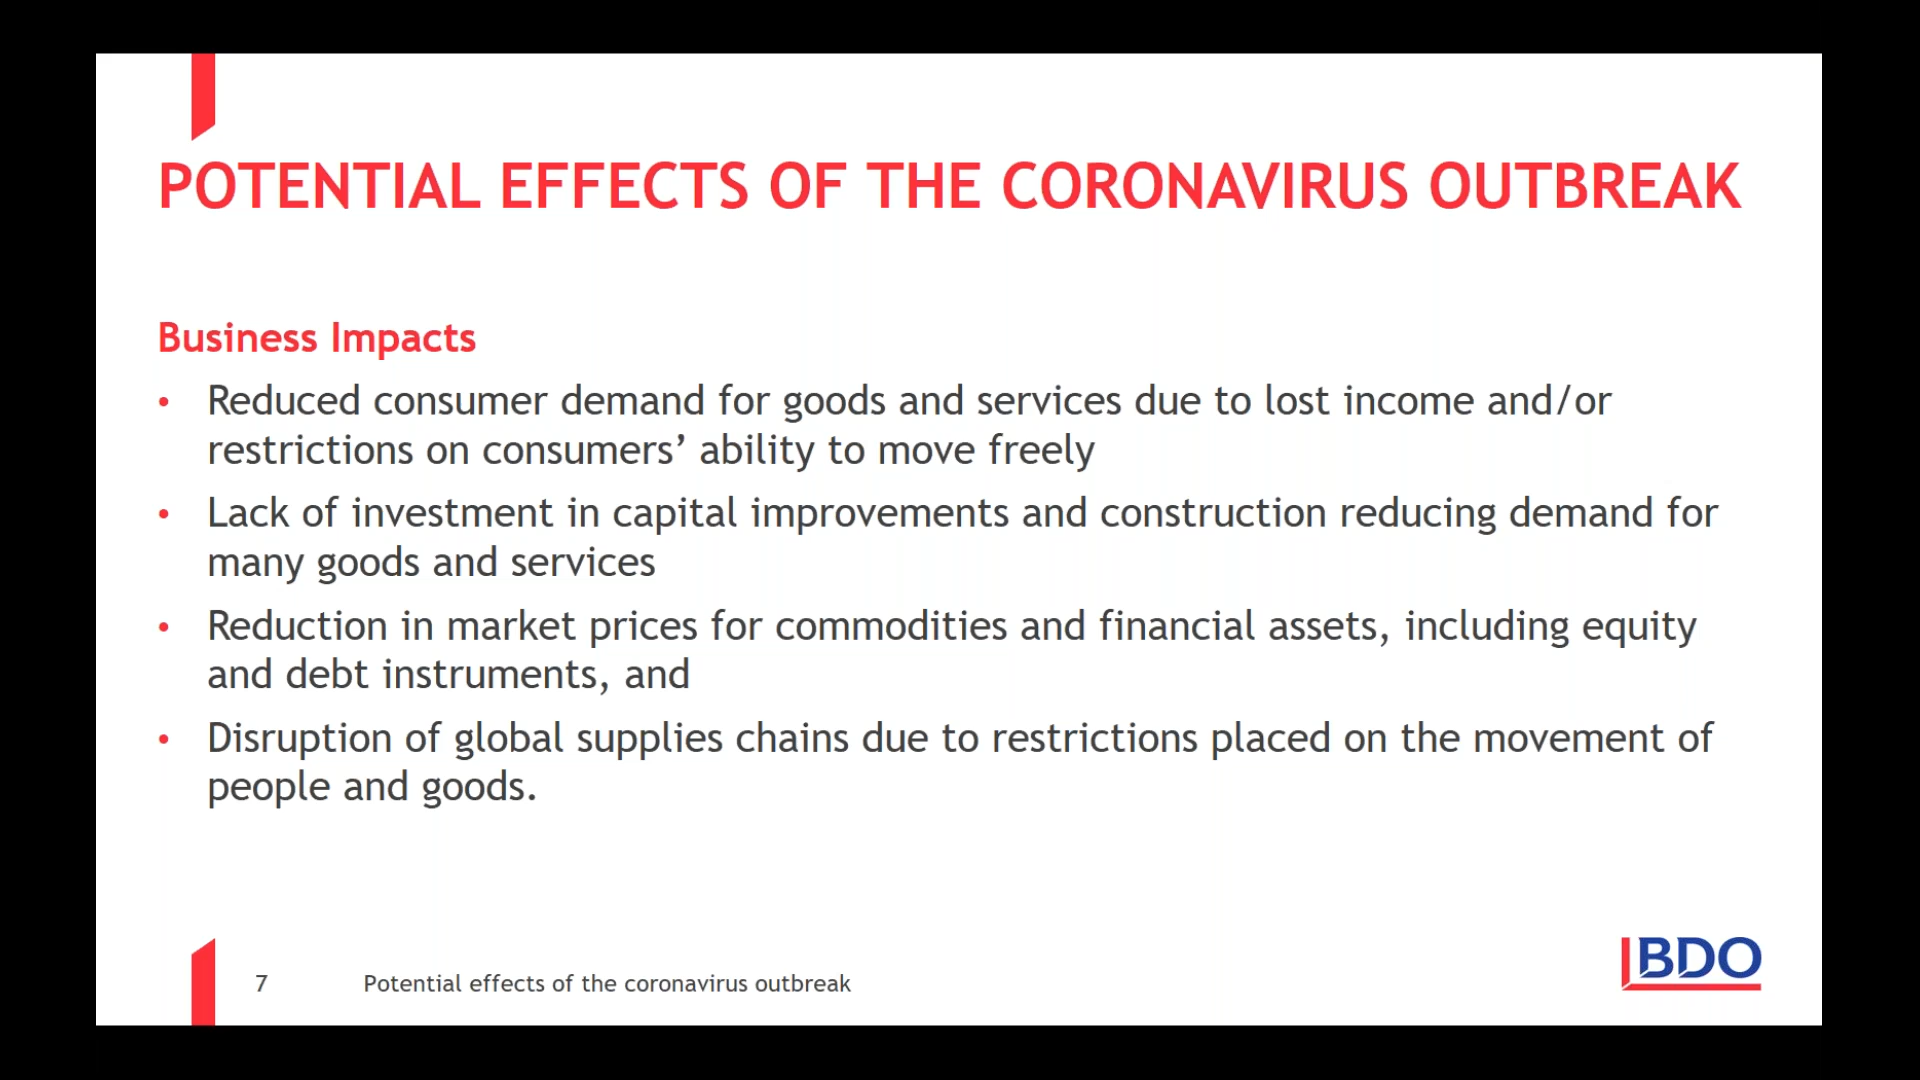 POTENTIAL EFFECTS OF THE CORONAVIRUS OUTBREAK
Business Impacts
• Reduced consumer demand for goods and services due to lost income and/or
restrictions on consumers’ ability to move freely
• Lack of investment in capital improvements and construction reducing demand for
many goods and services
• Reduction in market prices for commodities and financial assets, including equity
and debt instruments, and
• Disruption of global supplies chains due to restrictions placed on the movement of
people and goods.
7 Potential effects of the coronavirus outbreak
BDO